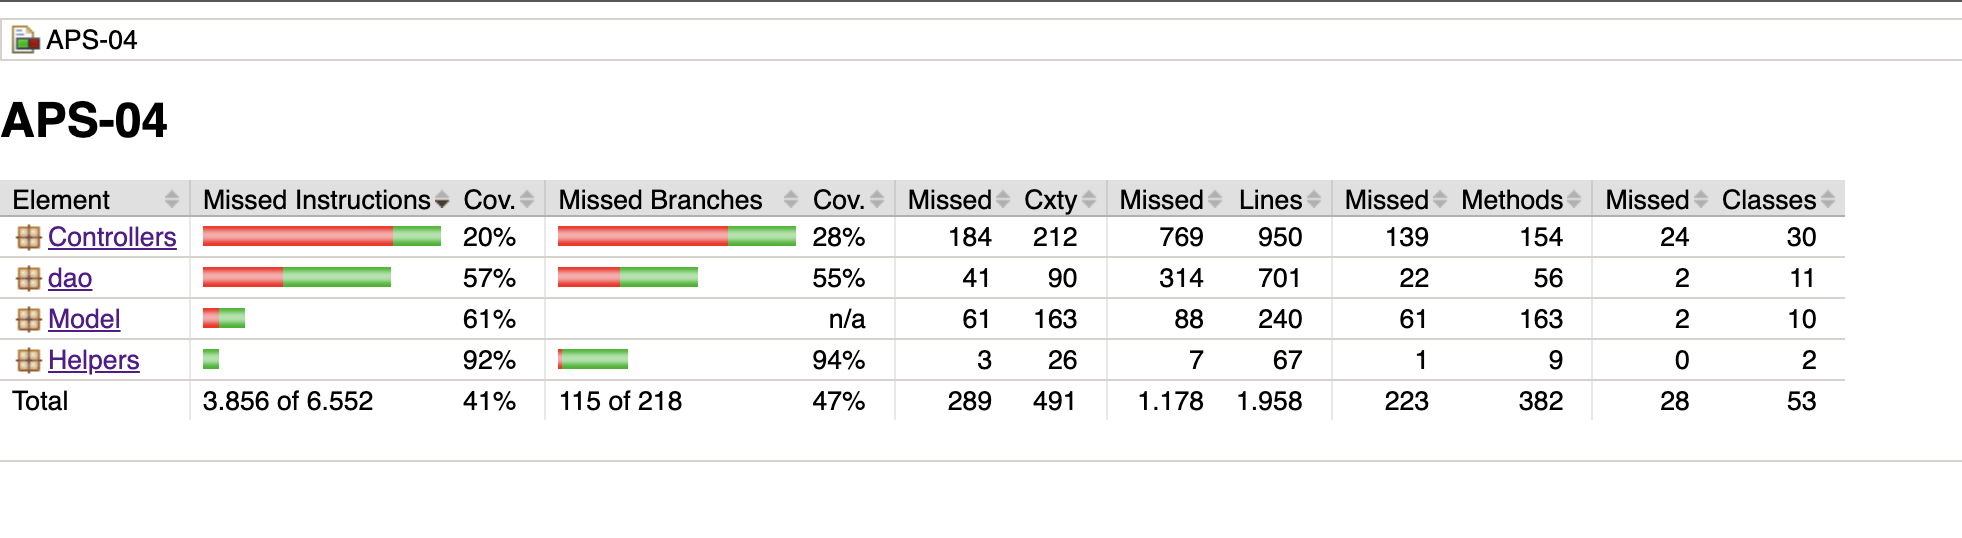 APS-04
APS-04
Element Missed Instructions Cov. Missed Branches Cov. Missed Cxty Missed Lines Missed Methods Missed Classes
Controllers 20% 28% 184 212 769 950 139 154 24 30
dao 57% 55% 41 90 314 701 22 56 2 11
Model 61% n/a 61 163 88 240 61 163 2 10
Helpers 92% 94% 3 26 7 67 1 9 0 2
Total 3.856 of 6.552 41% 115 of 218 47% 289 491 1.178 1.958 223 382 28 53